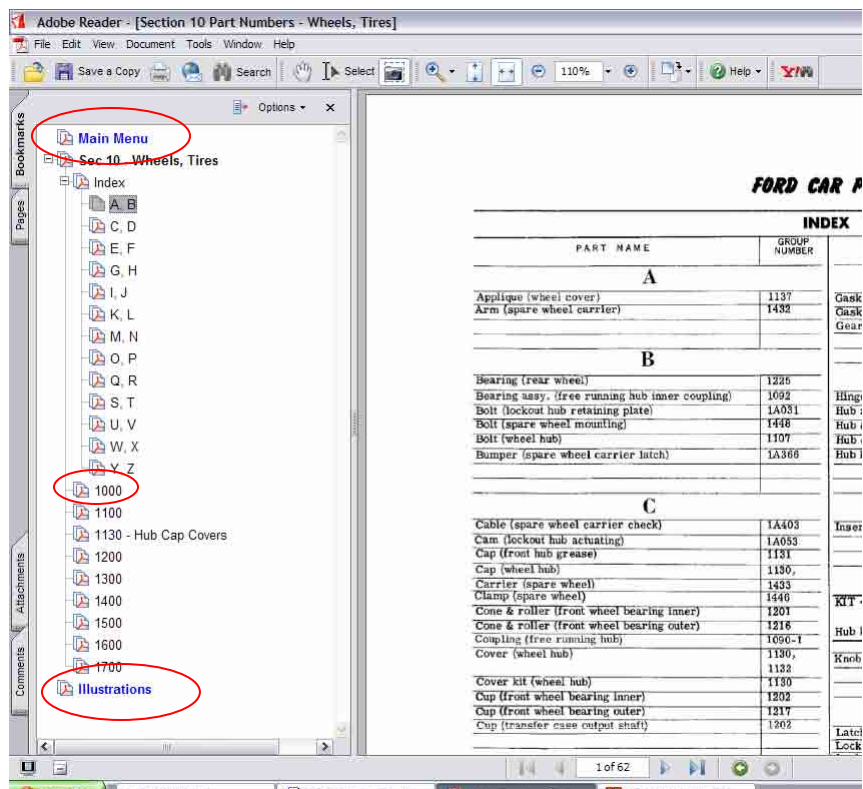 Adobe Reader - [Section 10 Part Numbers - Wheels, Tires]
File Edit View Document Tools Window Help
Save a Copy Search Select 110% Help Y!
Options x
Bookmarks
Pages
Attachments
Comments
Main Menu
Sec 10 - Wheels, Tires
Index
A, B
C, D
E, F
G, H
I, J
K, L
M, N
O, P
Q, R
S, T
U, V
W, X
Y, Z
1000
1100
1130 - Hub Cap Covers
1200
1300
1400
1500
1600
1700
Illustrations
FORD CAR P
INDEX
PART NAME GROUP NUMBER
A
Applique (wheel cover) 1137 Gask
Arm (spare wheel carrier) 1432 Gask
Gear
B
Bearing (rear wheel) 1225
Bearing assy. (free running hub inner coupling) 1092 Hing
Bolt (lockout hub retaining plate) 1A031 Hub
Bolt (spare wheel mounting) 1448 Hub
Bolt (wheel hub) 1107 Hub
Bumper (spare wheel carrier latch) 1A366 Hub
C
Cable (spare wheel carrier check) 1A403 Inser
Cam (lockout hub actuating) 1A053
Cap (front hub grease) 1131
Cap (wheel hub) 1130,
Carrier (spare wheel) 1433
Clamp (spare wheel) 1446 KIT
Cone & roller (front wheel bearing inner) 1201
Cone & roller (front wheel bearing outer) 1216 Hub
Coupling (free running hub) 1090-1
Cover (wheel hub) 1130, Knob
1132
Cover kit (wheel hub) 1130
Cup (front wheel bearing inner) 1202
Cup (front wheel bearing outer) 1217
Cup (transfer case output shaft) 1202
Latch
Lock
1 of 62